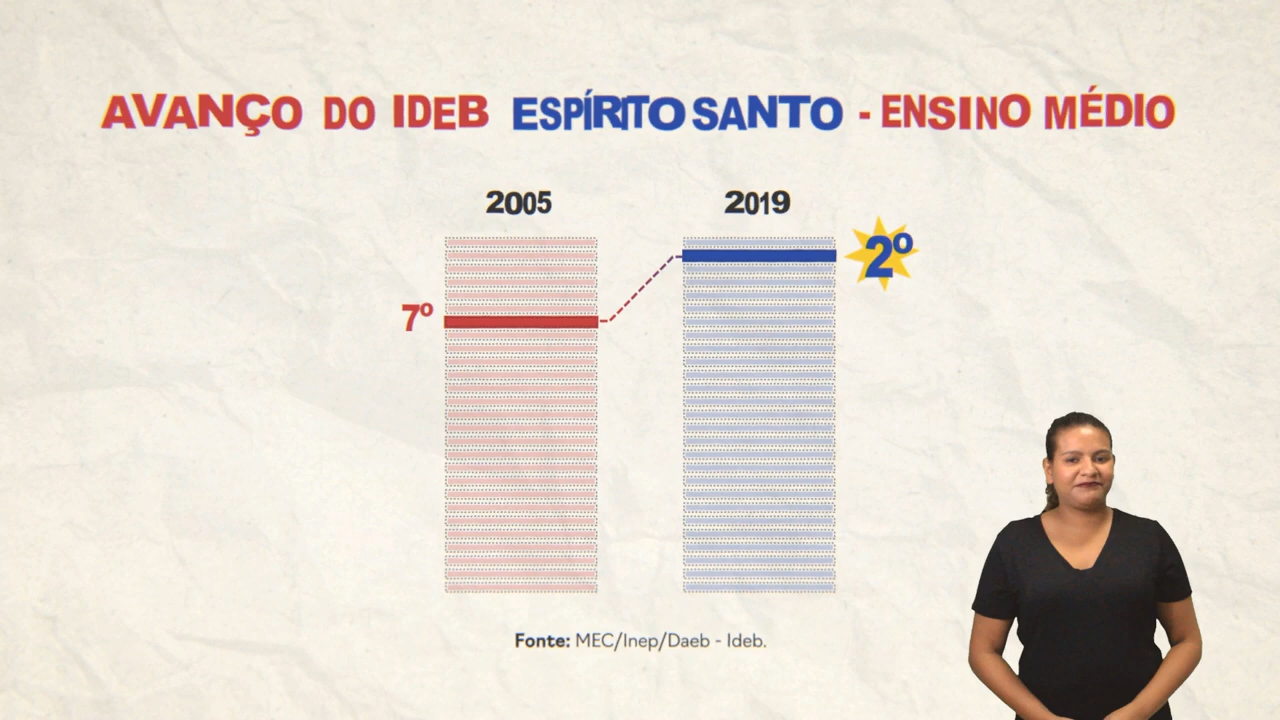 AVANÇO DO IDEB ESPÍRITO SANTO - ENSINO MÉDIO
2005 2019
2º
7º
Fonte: MEC/Inep/Daeb - Ideb.